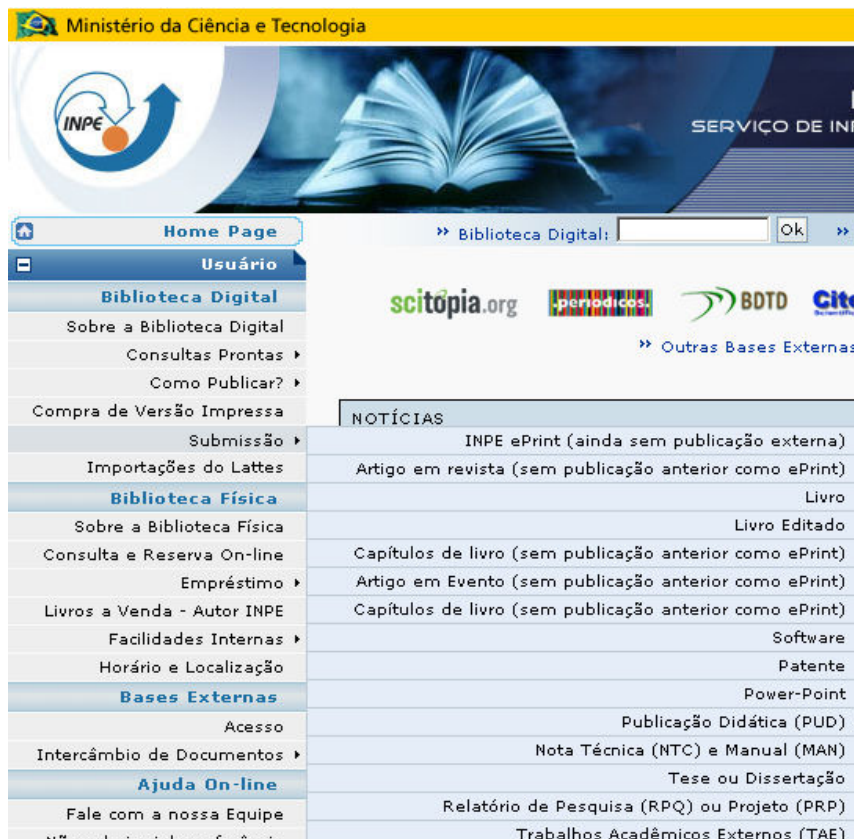 Ministério da Ciência e Tecnologia
INPE
SERVIÇO DE
Home Page
» Biblioteca Digital: Ok »
Usuário
Biblioteca Digital
Sobre a Biblioteca Digital
Consultas Prontas
Como Publicar?
Compra de Versão Impressa
Submissão
Importações do Lattes
Biblioteca Física
Sobre a Biblioteca Física
Consulta e Reserva On-line
Empréstimo
Livros a Venda - Autor INPE
Facilidades Internas
Horário e Localização
Bases Externas
Acesso
Intercâmbio de Documentos
Ajuda On-line
Fale com a nossa Equipe
scitopia.org .periodicos. BDTD
» Outras Bases Externas
NOTÍCIAS
INPE ePrint (ainda sem publicação externa)
Artigo em revista (sem publicação anterior como ePrint)
Livro
Livro Editado
Capítulos de livro (sem publicação anterior como ePrint)
Artigo em Evento (sem publicação anterior como ePrint)
Capítulos de livro (sem publicação anterior como ePrint)
Software
Patente
Power-Point
Publicação Didática (PUD)
Nota Técnica (NTC) e Manual (MAN)
Tese ou Dissertação
Relatório de Pesquisa (RPQ) ou Projeto (PRP)
Trabalhos Acadêmicos Externos (TAE)